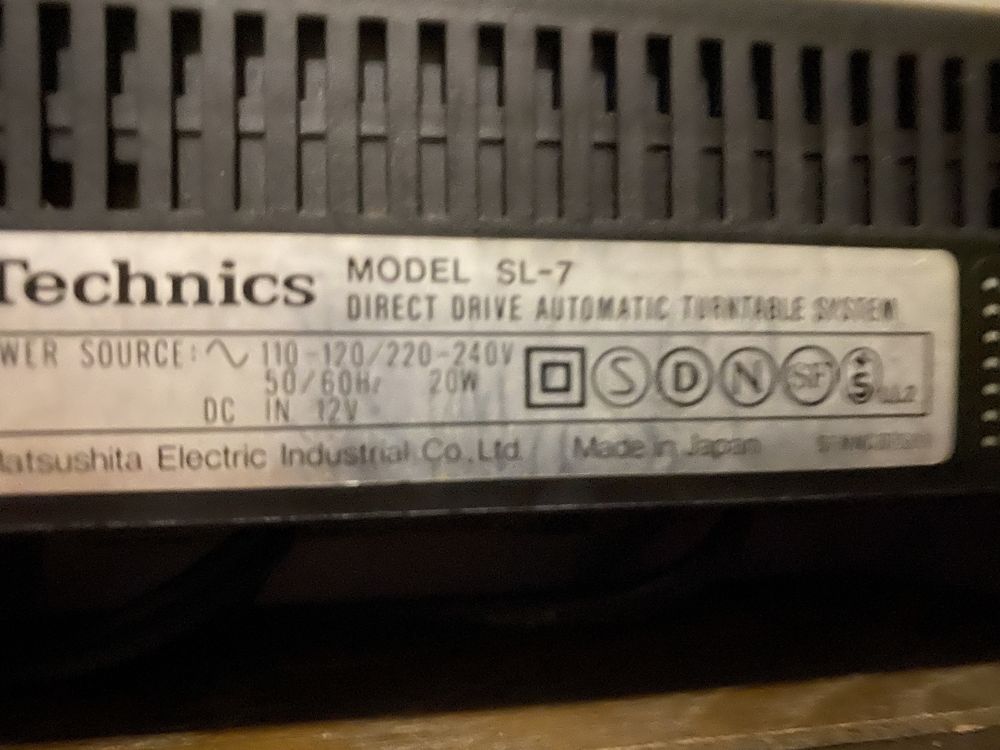 Technics MODEL SL-7
DIRECT DRIVE AUTOMATIC TURNTABLE SYSTEM
WER SOURCE: ∿ 110-120/220-240V
50/60Hz 20W
DC IN 12V
S D N SF S
atsushita Electric Industrial Co., Ltd. Made in Japan